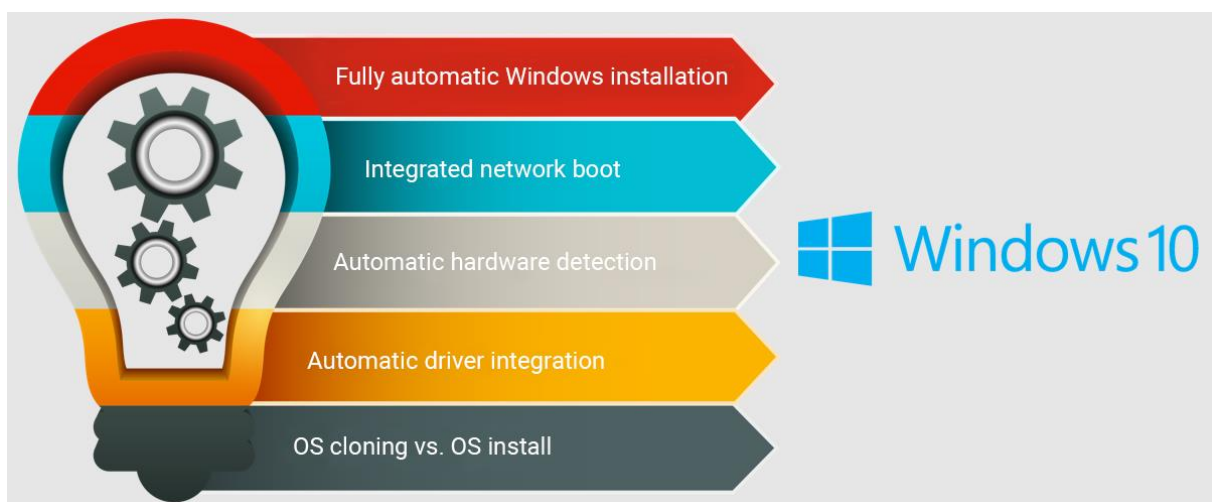 Fully automatic Windows installation
Integrated network boot
Automatic hardware detection
Automatic driver integration
OS cloning vs. OS install
Windows 10